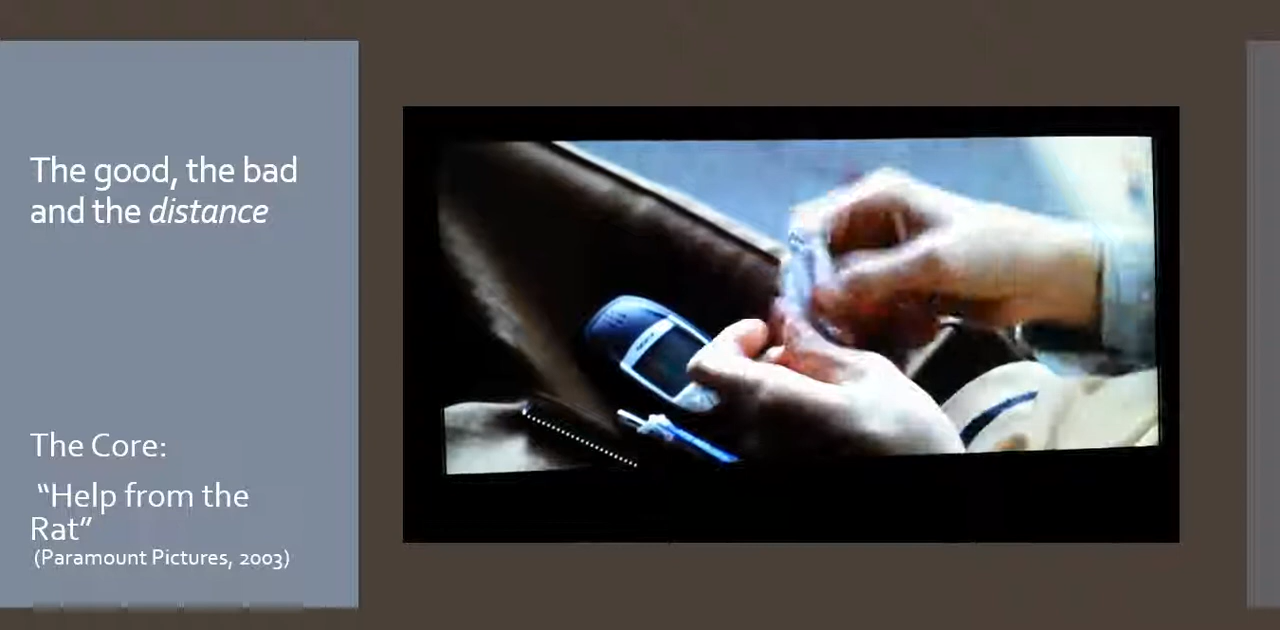 The good, the bad
and the distance
The Core:
“Help from the
Rat”
(Paramount Pictures, 2003)